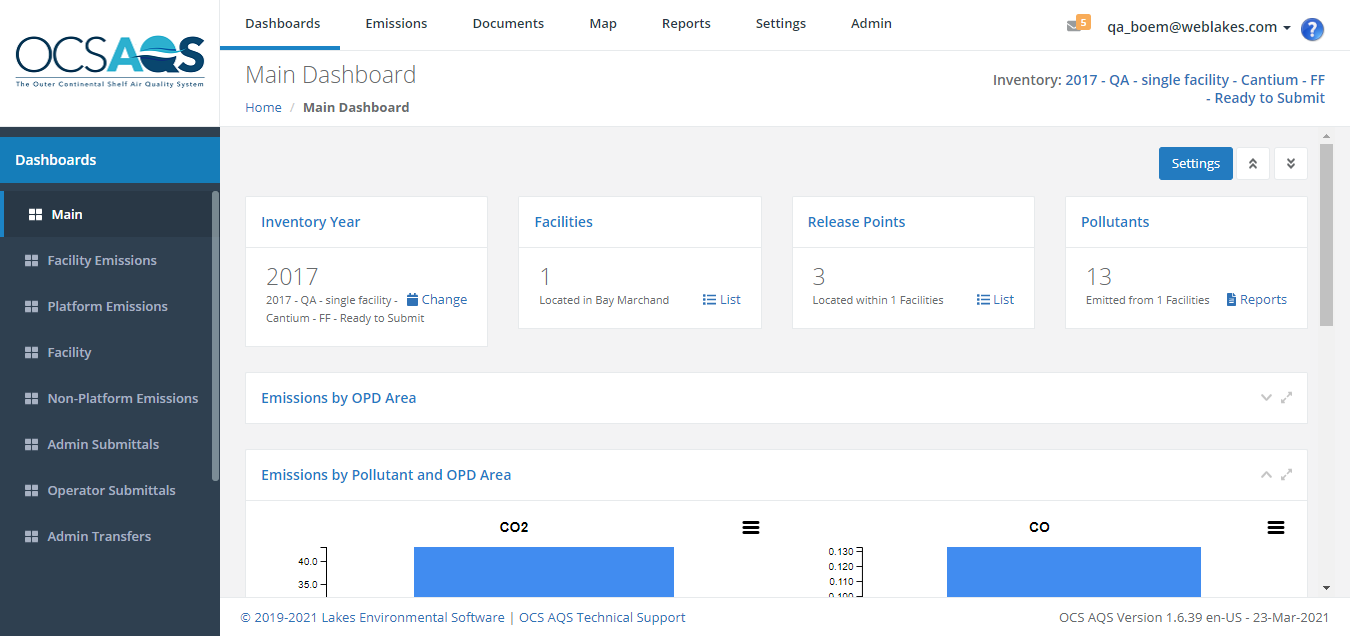 OCSAQS
The Outer Continental Shelf Air Quality System
Dashboards
Emissions
Documents
Map
Reports
Settings
Admin
5
qa_boem@weblakes.com
?
Main Dashboard
Home / Main Dashboard
Inventory: 2017 - QA - single facility - Cantium - FF
- Ready to Submit
Dashboards
Main
Facility Emissions
Platform Emissions
Facility
Non-Platform Emissions
Admin Submittals
Operator Submittals
Admin Transfers
Settings
Inventory Year
2017
2017 - QA - single facility -
Cantium - FF - Ready to Submit
Change
Facilities
1
Located in Bay Marchand
List
Release Points
3
Located within 1 Facilities
List
Pollutants
13
Emitted from 1 Facilities
Reports
Emissions by OPD Area
Emissions by Pollutant and OPD Area
CO2
40.0
35.0
CO
0.130
0.120
0.110
0.100
© 2019-2021 Lakes Environmental Software | OCS AQS Technical Support
OCS AQS Version 1.6.39 en-US - 23-Mar-2021